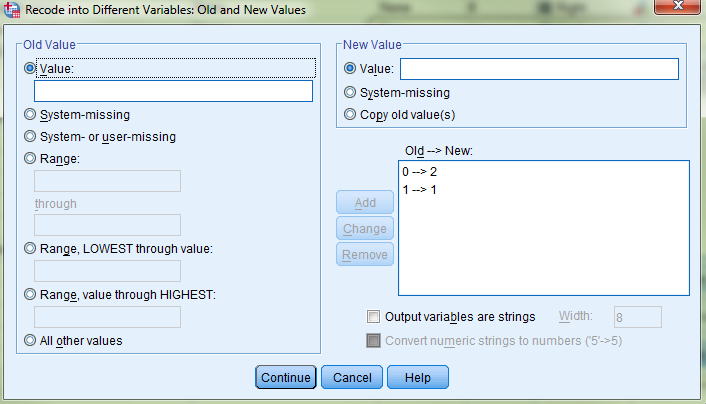 Recode into Different Variables: Old and New Values
Old Value
Value:
System-missing
System- or user-missing
Range:
through
Range, LOWEST through value:
Range, value through HIGHEST:
All other values
New Value
Value:
System-missing
Copy old value(s)
Old --> New:
0 --> 2
1 --> 1
Add
Change
Remove
Output variables are strings
Width: 8
Convert numeric strings to numbers ('5'->5)
Continue
Cancel
Help